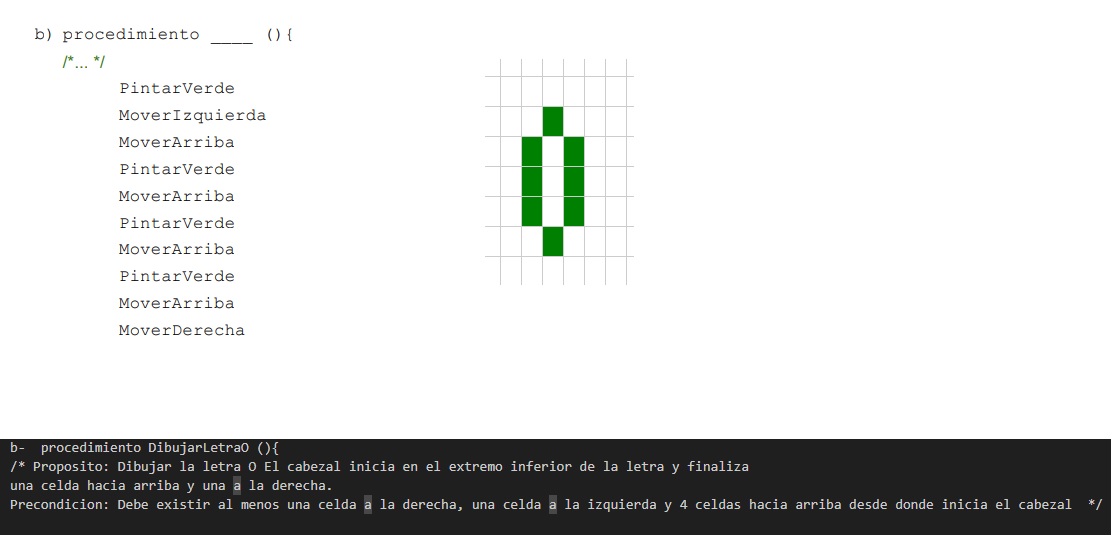 b) procedimiento ____ (){
/*... */
PintarVerde
MoverIzquierda
MoverArriba
PintarVerde
MoverArriba
PintarVerde
MoverArriba
PintarVerde
MoverArriba
MoverDerecha
b-  procedimiento DibujarLetraO (){
/* Proposito: Dibujar la letra O El cabezal inicia en el extremo inferior de la letra y finaliza
una celda hacia arriba y una a la derecha.
Precondicion: Debe existir al menos una celda a la derecha, una celda a la izquierda y 4 celdas hacia arriba desde donde inicia el cabezal  */